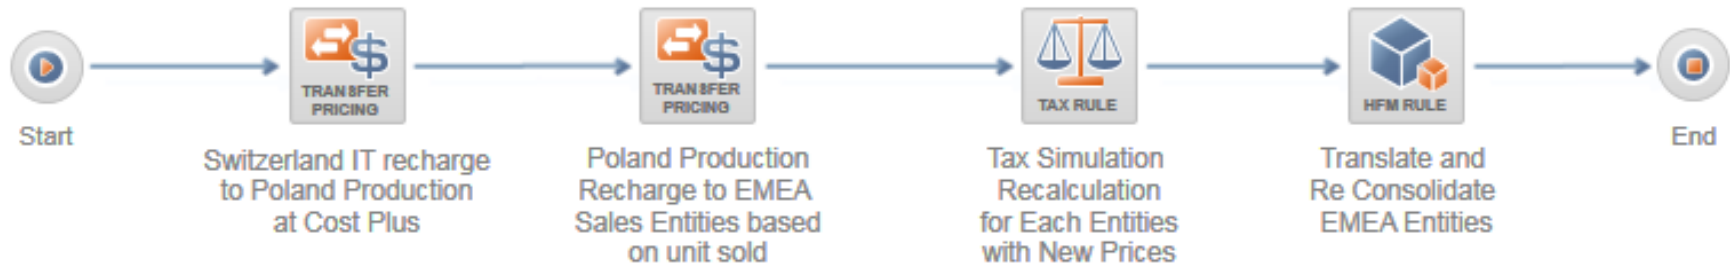 Start
TRANSFER
PRICING
Switzerland IT recharge
to Poland Production
at Cost Plus
TRANSFER
PRICING
Poland Production
Recharge to EMEA
Sales Entities based
on unit sold
TAX RULE
Tax Simulation
Recalculation
for Each Entities
with New Prices
HFM RULE
Translate and
Re Consolidate
EMEA Entities
End